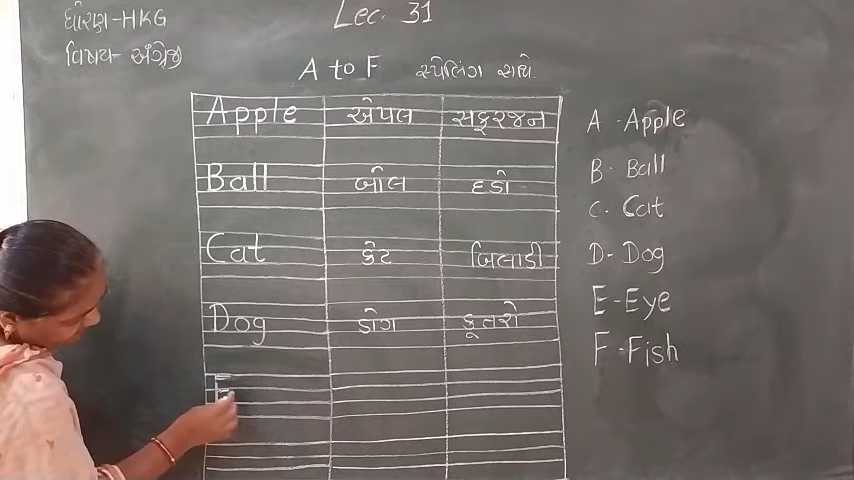 ધોરણ-HKG
વિષય- અંગ્રેજી
Lec. 31
A to F સ્પેલિંગ સાથે.
Apple એપલ સફરજન
Ball બોલ દડો
Cat કેટ બિલાડી
Dog ડોગ કૂતરો
E
A - Apple
B - Ball
C. Cat
D - Dog
E - Eye
F - Fish